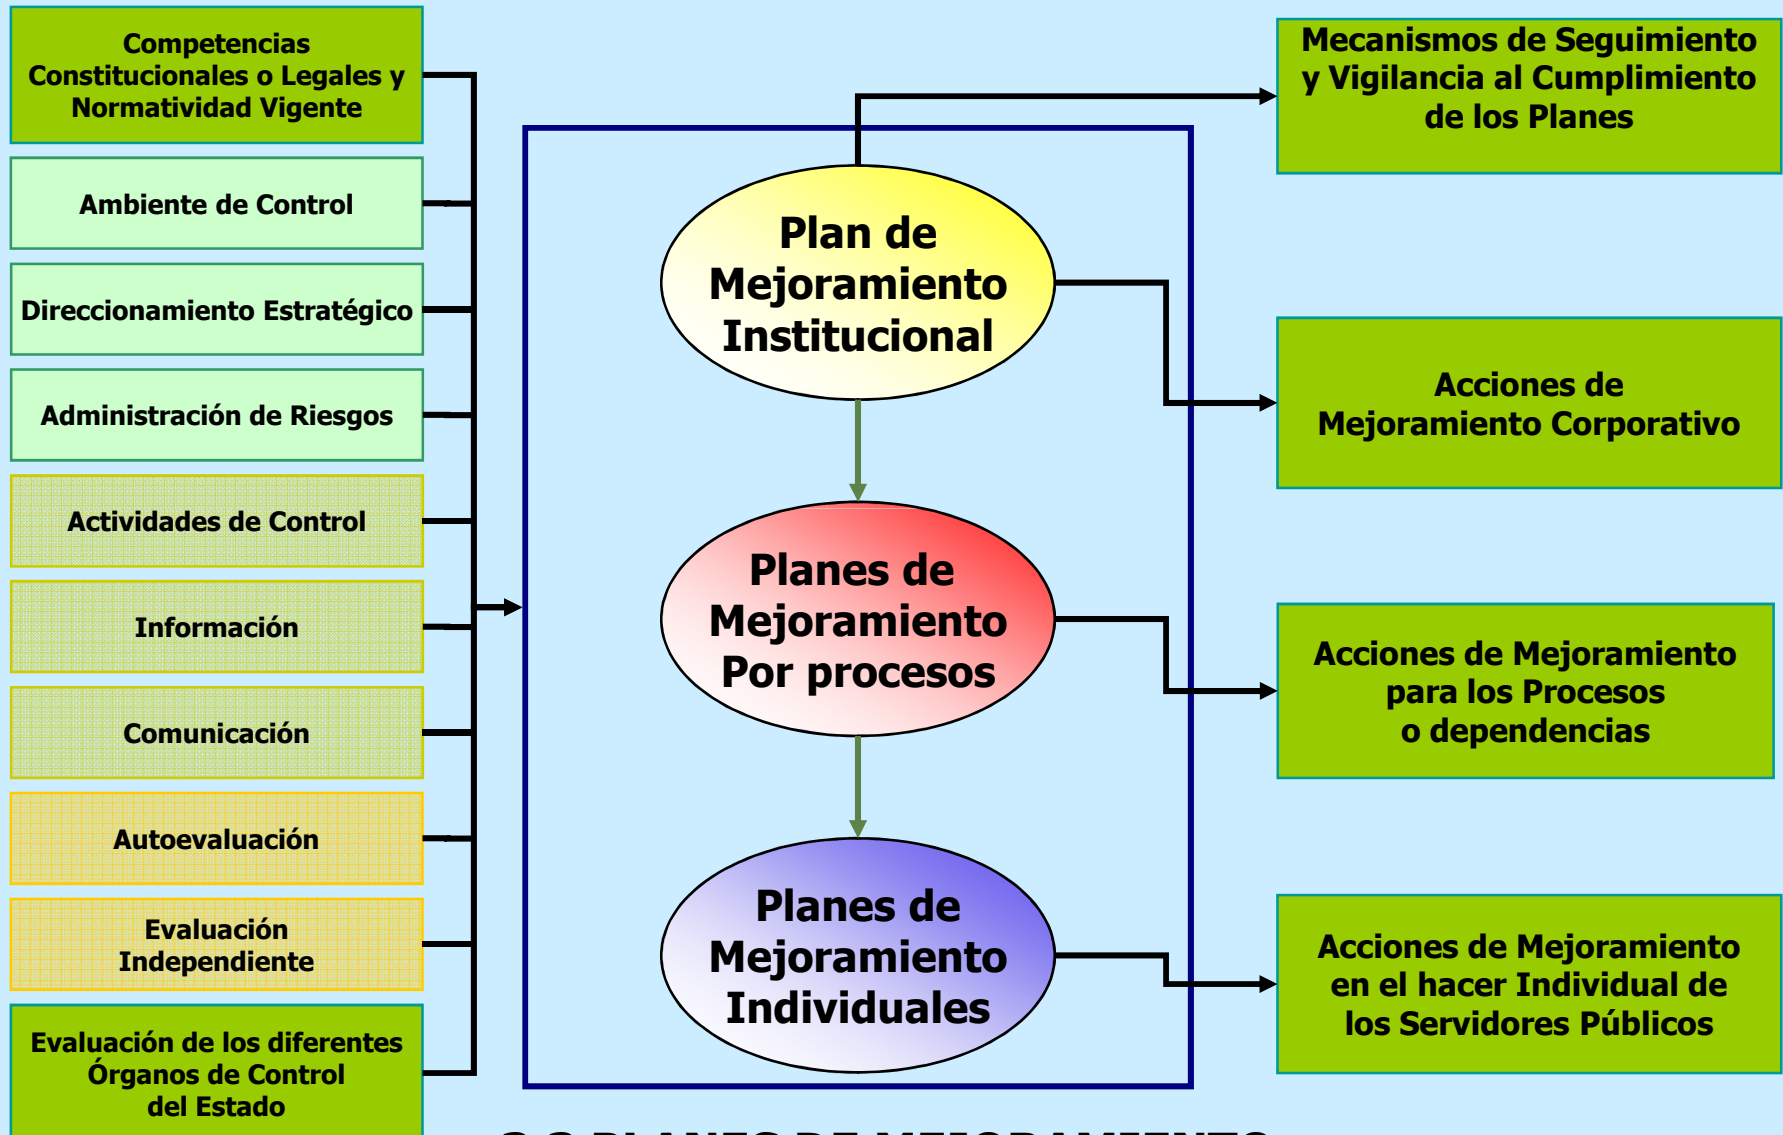 Competencias
Constitucionales o Legales y
Normatividad Vigente
Ambiente de Control
Direccionamiento Estratégico
Administración de Riesgos
Actividades de Control
Información
Comunicación
Autoevaluación
Evaluación
Independiente
Evaluación de los diferentes
Órganos de Control
del Estado
Plan de
Mejoramiento
Institucional
Planes de
Mejoramiento
Por procesos
Planes de
Mejoramiento
Individuales
Mecanismos de Seguimiento
y Vigilancia al Cumplimiento
de los Planes
Acciones de
Mejoramiento Corporativo
Acciones de Mejoramiento
para los Procesos
o dependencias
Acciones de Mejoramiento
en el hacer Individual de
los Servidores Públicos
PLANES DE MEJORAMIENTO